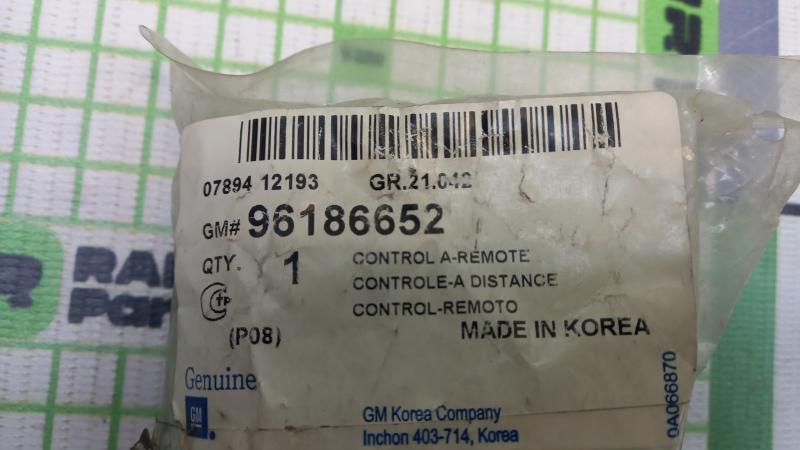 07894 12193 GR.21.042
GM# 96186652
QTY. 1 CONTROL A-REMOTE
CONTROLE-A DISTANCE
CONTROL-REMOTO
(P08) MADE IN KOREA
Genuine
GM
GM Korea Company
Inchon 403-714, Korea
0A066870